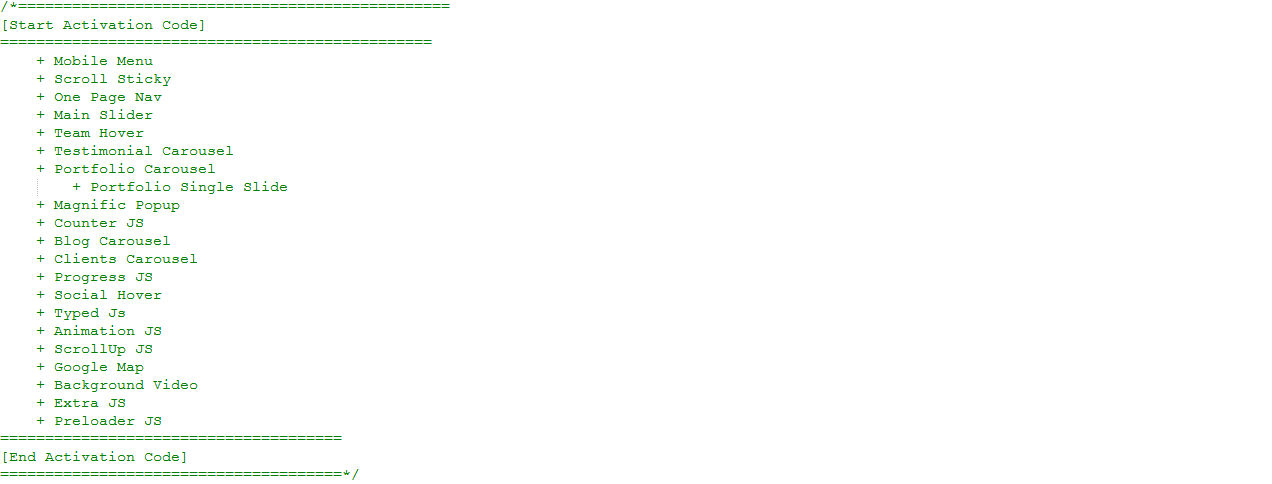 /*================================================
[Start Activation Code]
================================================
    + Mobile Menu
    + Scroll Sticky
    + One Page Nav
    + Main Slider
    + Team Hover
    + Testimonial Carousel
    + Portfolio Carousel
        + Portfolio Single Slide
    + Magnific Popup
    + Counter JS
    + Blog Carousel
    + Clients Carousel
    + Progress JS
    + Social Hover
    + Typed Js
    + Animation JS
    + ScrollUp JS
    + Google Map
    + Background Video
    + Extra JS
    + Preloader JS
======================================
[End Activation Code]
======================================*/